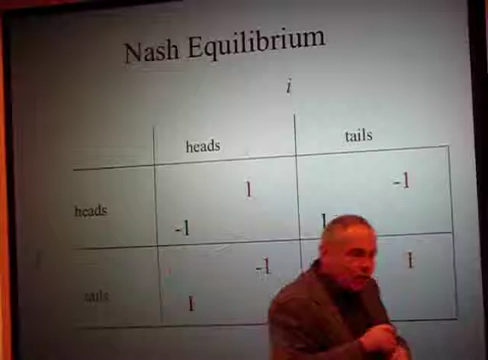 Nash Equilibrium
i
heads tails
1 -1
heads
-1 1
-1 1
tails
1